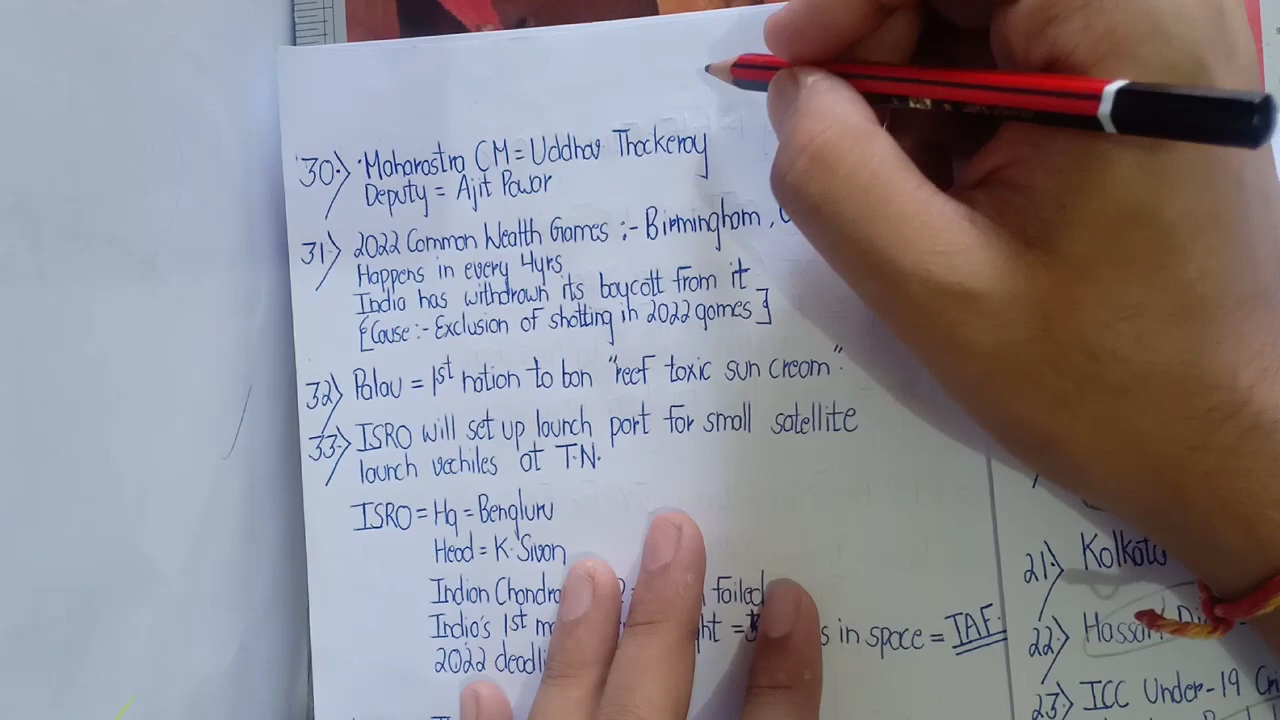 30.) Maharastra CM = Uddhav Thackeray
Deputy = Ajit Pawar
31.) 2022 Common Wealth Games :- Birmingham,
Happens in every 4yrs
India has withdrawn its boycott from it
[Cause :- Exclusion of shotting in 2022 games]
32.) Palau = 1st nation to ban "reef toxic sun cream".
33.) ISRO will set up launch port for small satellite
launch vechiles at T.N.
ISRO = Hq = Bengluru
Head = K. Sivan
Indian failed
India's 1st = in space = IAF.
2022
21.) Kolkata
22.) Hassan
23.) ICC Under-19